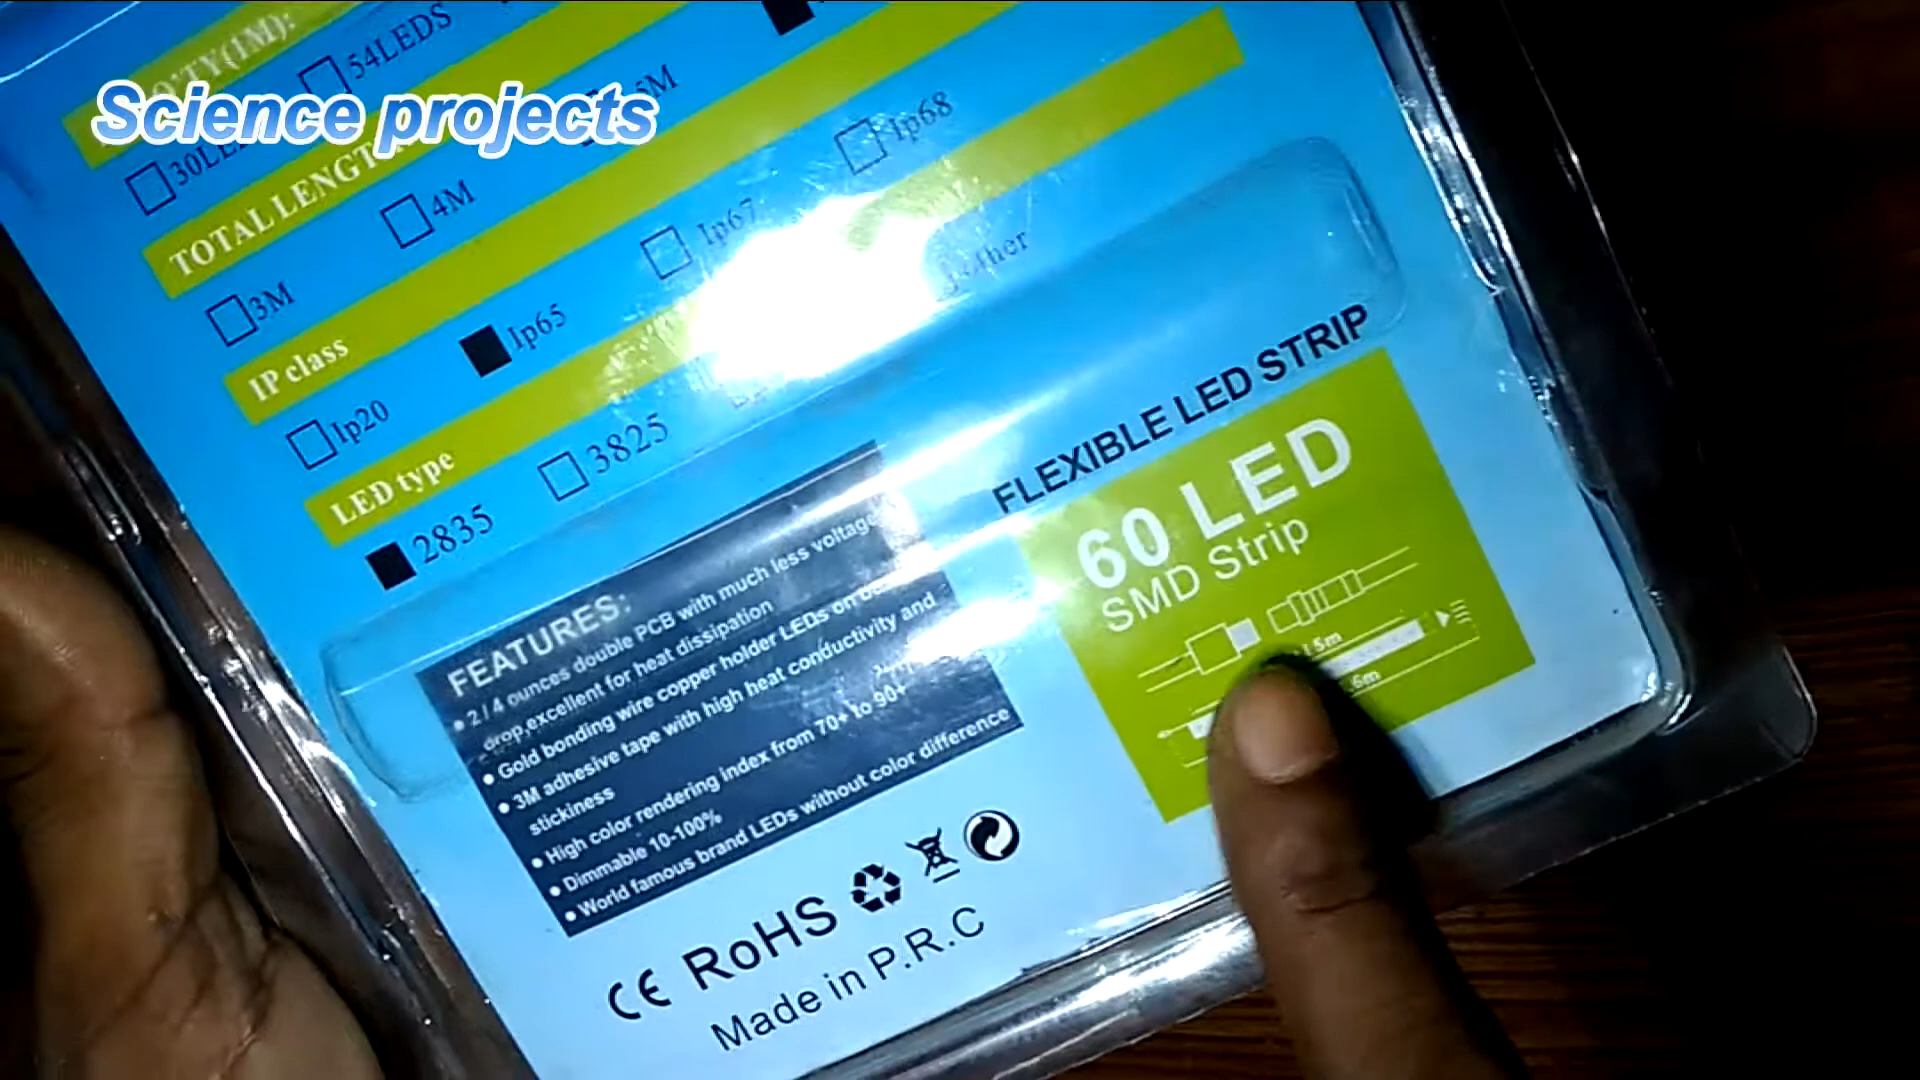 Science projects
Q'TY(1M):
54LEDS
TOTAL LENGT
3M
4M
5M
IP class
Ip20
Ip65
Ip67
Ip68
LED type
2835
3825
FEATURES:
• 2 / 4 ounces double PCB with much less voltage
drop,excellent for heat dissipation
• Gold bonding wire copper holder LEDs on
• 3M adhesive tape with high heat conductivity and
stickiness
• High color rendering index from 70+ to 90+
• Dimmable 10-100%
• World famous brand LEDs without color difference
FLEXIBLE LED STRIP
60 LED
SMD Strip
CE RoHS
Made in P.R.C